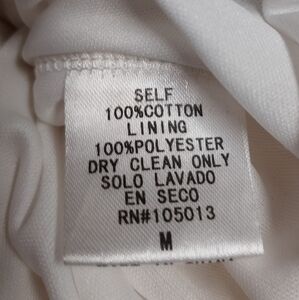 SELF
100%COTTON
LINING
100%POLYESTER
DRY CLEAN ONLY
SOLO LAVADO
EN SECO
RN#105013
M